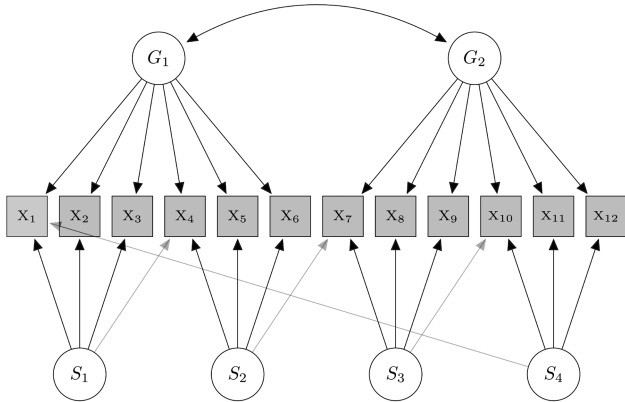 G₁ G₂
X₁ X₂ X₃ X₄ X₅ X₆ X₇ X₈ X₉ X₁₀ X₁₁ X₁₂
S₁ S₂ S₃ S₄